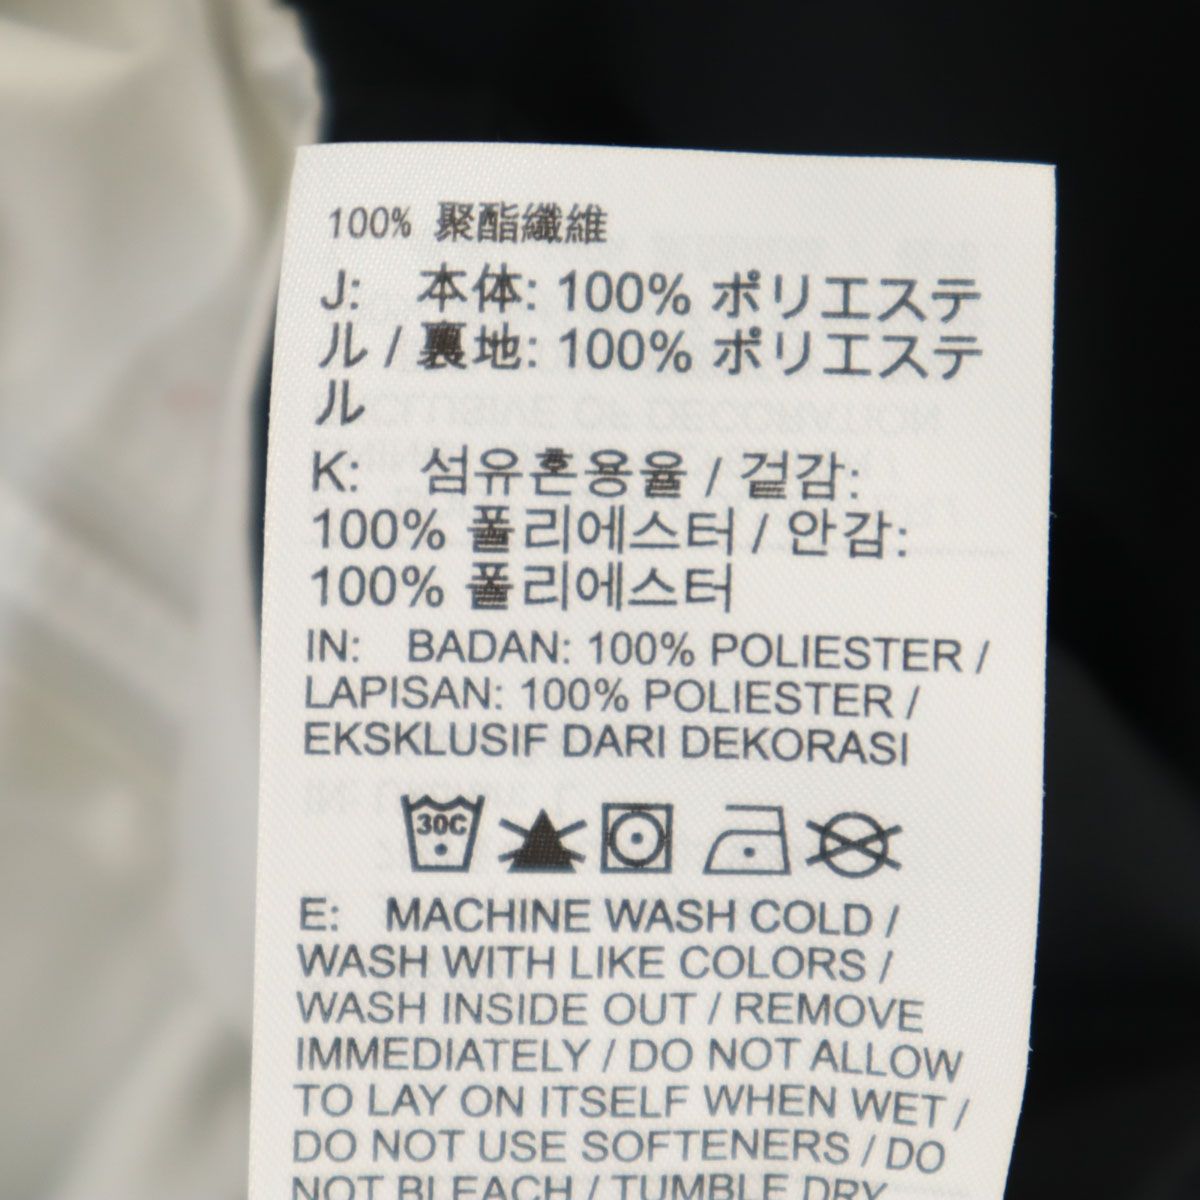 100% 聚酯纖維
J: 本体: 100% ポリエステ
ル / 裏地: 100% ポリエステ
ル
K: 섬유혼용율 / 겉감:
100% 폴리에스터 / 안감:
100% 폴리에스터
IN: BADAN: 100% POLIESTER /
LAPISAN: 100% POLIESTER /
EKSKLUSIF DARI DEKORASI
30C
E: MACHINE WASH COLD /
WASH WITH LIKE COLORS /
WASH INSIDE OUT / REMOVE
IMMEDIATELY / DO NOT ALLOW
TO LAY ON ITSELF WHEN WET /
DO NOT USE SOFTENERS / DO
NOT BLEACH / TUMBLE DRY